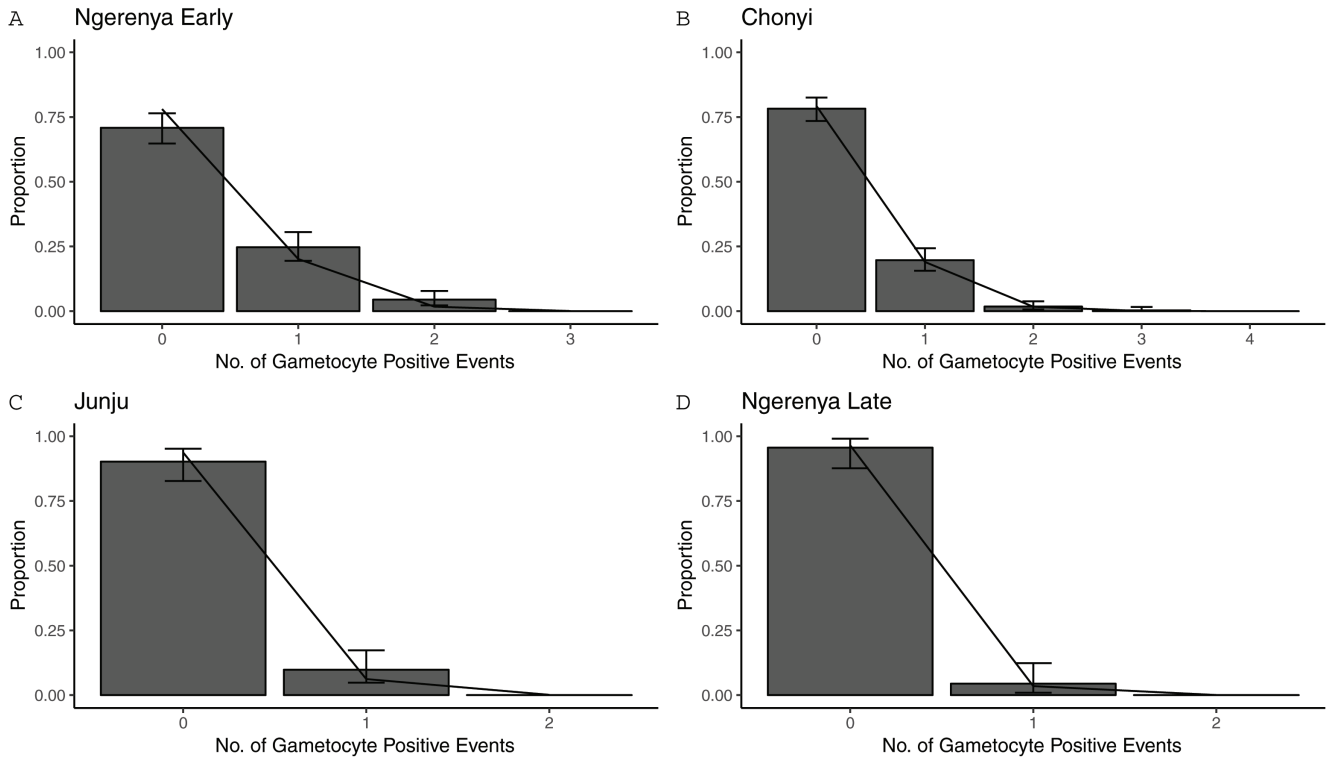 A Ngerenya Early
1.00
0.75
0.50
0.25
0.00
Proportion
0 1 2 3
No. of Gametocyte Positive Events
B Chonyi
1.00
0.75
0.50
0.25
0.00
Proportion
0 1 2 3 4
No. of Gametocyte Positive Events
C Junju
1.00
0.75
0.50
0.25
0.00
Proportion
0 1 2
No. of Gametocyte Positive Events
D Ngerenya Late
1.00
0.75
0.50
0.25
0.00
Proportion
0 1 2
No. of Gametocyte Positive Events